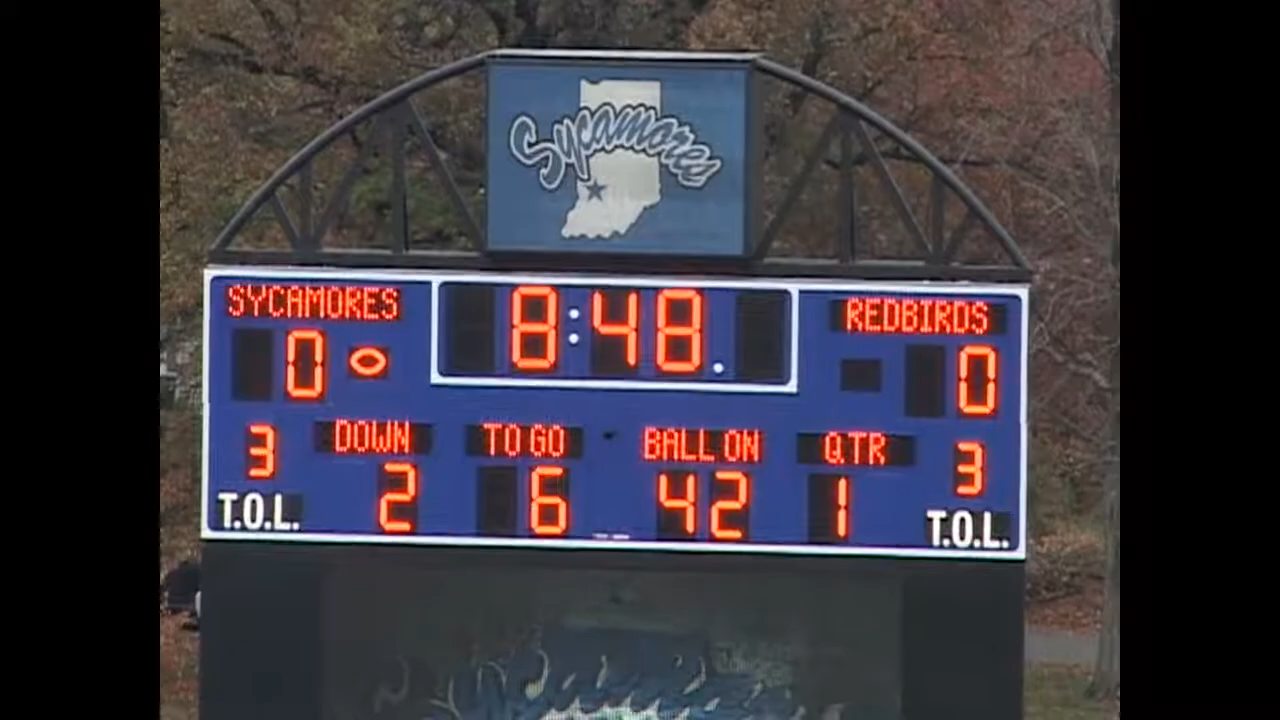 Sycamores
SYCAMORES 8:48. REDBIRDS
0 0
DOWN TO GO BALL ON QTR
3 2 6 42 1 3
T.O.L. T.O.L.
Sycamores